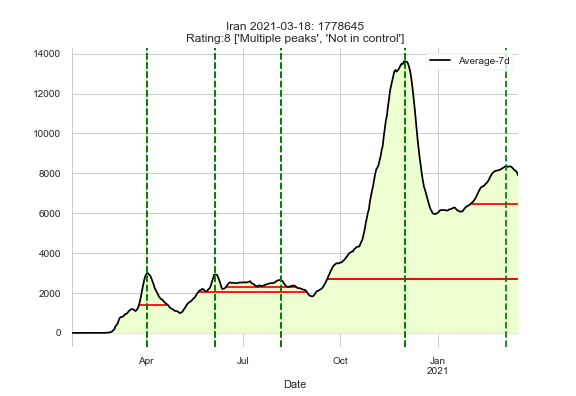 Iran 2021-03-18: 1778645
Rating:8 ['Multiple peaks', 'Not in control']
Average-7d
14000
12000
10000
8000
6000
4000
2000
0
Apr
Jul
Oct
Jan
2021
Date